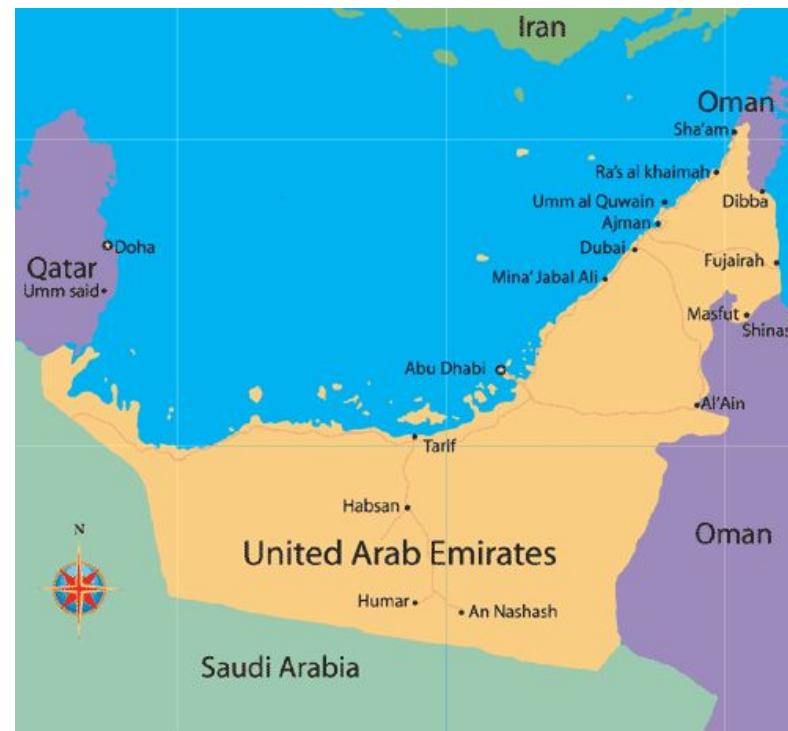 Iran
Oman
Sha'am
Ra's al khaimah
Umm al Quwain
Dibba
Ajman
Doha
Dubai
Fujairah
Qatar
Mina' Jabal Ali
Umm said
Masfut
Shinas
Abu Dhabi
Al'Ain
Tarif
Habsan
N
Oman
United Arab Emirates
Humar
An Nashash
Saudi Arabia